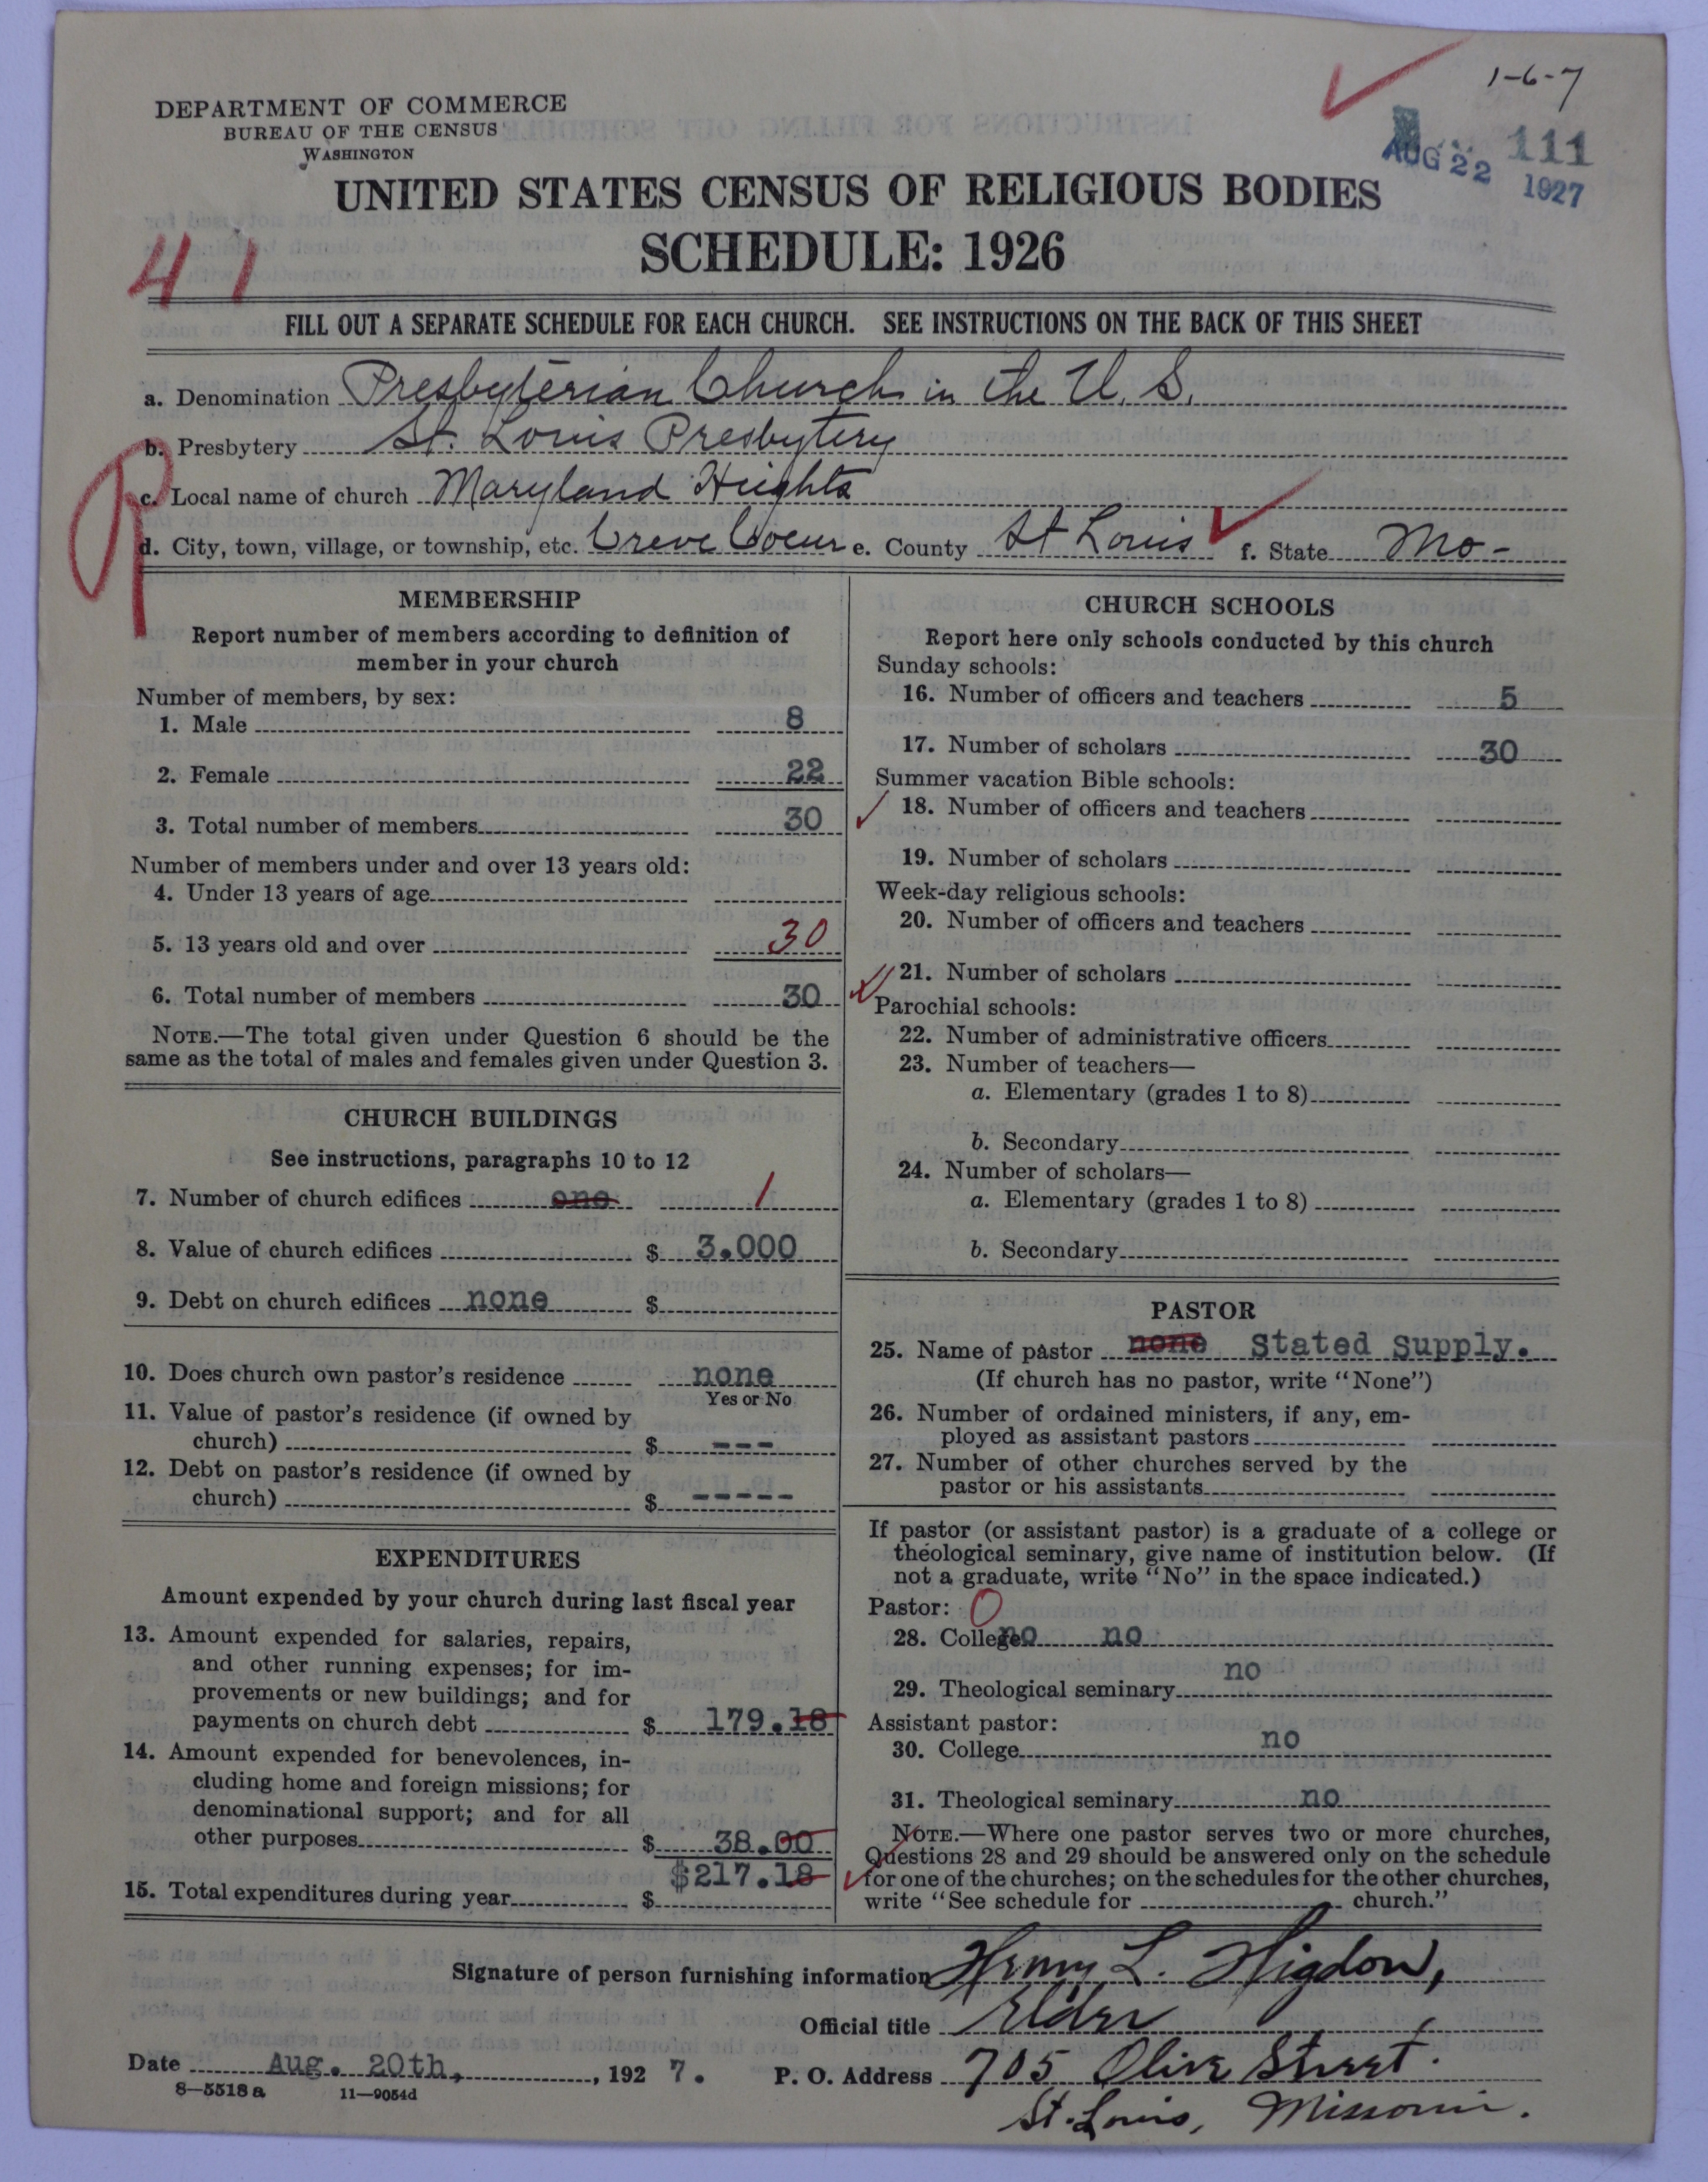 1-6-7
111
AUG 22 1927
DEPARTMENT OF COMMERCE
BUREAU OF THE CENSUS
WASHINGTON
UNITED STATES CENSUS OF RELIGIOUS BODIES
SCHEDULE: 1926
41
FILL OUT A SEPARATE SCHEDULE FOR EACH CHURCH. SEE INSTRUCTIONS ON THE BACK OF THIS SHEET
a. Denomination Presbyterian Church in the U.S.
b. Presbytery St. Louis Presbytery
c. Local name of church Maryland Heights
d. City, town, village, or township, etc. Creve Coeur e. County St Louis f. State Mo-
MEMBERSHIP
Report number of members according to definition of
member in your church
Number of members, by sex:
1. Male 8
2. Female 22
3. Total number of members 30
Number of members under and over 13 years old:
4. Under 13 years of age
5. 13 years old and over 30
6. Total number of members 30
NOTE.—The total given under Question 6 should be the
same as the total of males and females given under Question 3.
CHURCH BUILDINGS
See instructions, paragraphs 10 to 12
7. Number of church edifices one 1
8. Value of church edifices $ 3.000
9. Debt on church edifices none $
10. Does church own pastor's residence none
Yes or No
11. Value of pastor's residence (if owned by
church) $ ---
12. Debt on pastor's residence (if owned by
church) $ -----
EXPENDITURES
Amount expended by your church during last fiscal year
13. Amount expended for salaries, repairs,
and other running expenses; for im-
provements or new buildings; and for
payments on church debt $ 179.18
14. Amount expended for benevolences, in-
cluding home and foreign missions; for
denominational support; and for all
other purposes $ 38.00
$217.18
15. Total expenditures during year $
CHURCH SCHOOLS
Report here only schools conducted by this church
Sunday schools:
16. Number of officers and teachers 5
17. Number of scholars 30
Summer vacation Bible schools:
18. Number of officers and teachers
19. Number of scholars
Week-day religious schools:
20. Number of officers and teachers
21. Number of scholars
Parochial schools:
22. Number of administrative officers
23. Number of teachers—
a. Elementary (grades 1 to 8)
b. Secondary
24. Number of scholars—
a. Elementary (grades 1 to 8)
b. Secondary
PASTOR
25. Name of pastor none Stated Supply.
(If church has no pastor, write "None")
26. Number of ordained ministers, if any, em-
ployed as assistant pastors
27. Number of other churches served by the
pastor or his assistants
If pastor (or assistant pastor) is a graduate of a college or
theological seminary, give name of institution below. (If
not a graduate, write "No" in the space indicated.)
Pastor: 0
28. College no no
no
29. Theological seminary
Assistant pastor:
30. College no
31. Theological seminary no
NOTE.—Where one pastor serves two or more churches,
Questions 28 and 29 should be answered only on the schedule
for one of the churches; on the schedules for the other churches,
write "See schedule for church."
Signature of person furnishing information Henry L. Higdon,
Official title Elder
Date Aug. 20th, 192 7. P. O. Address 705 Olive Street.
St. Louis, Missouri.
8-5518a 11-9054d